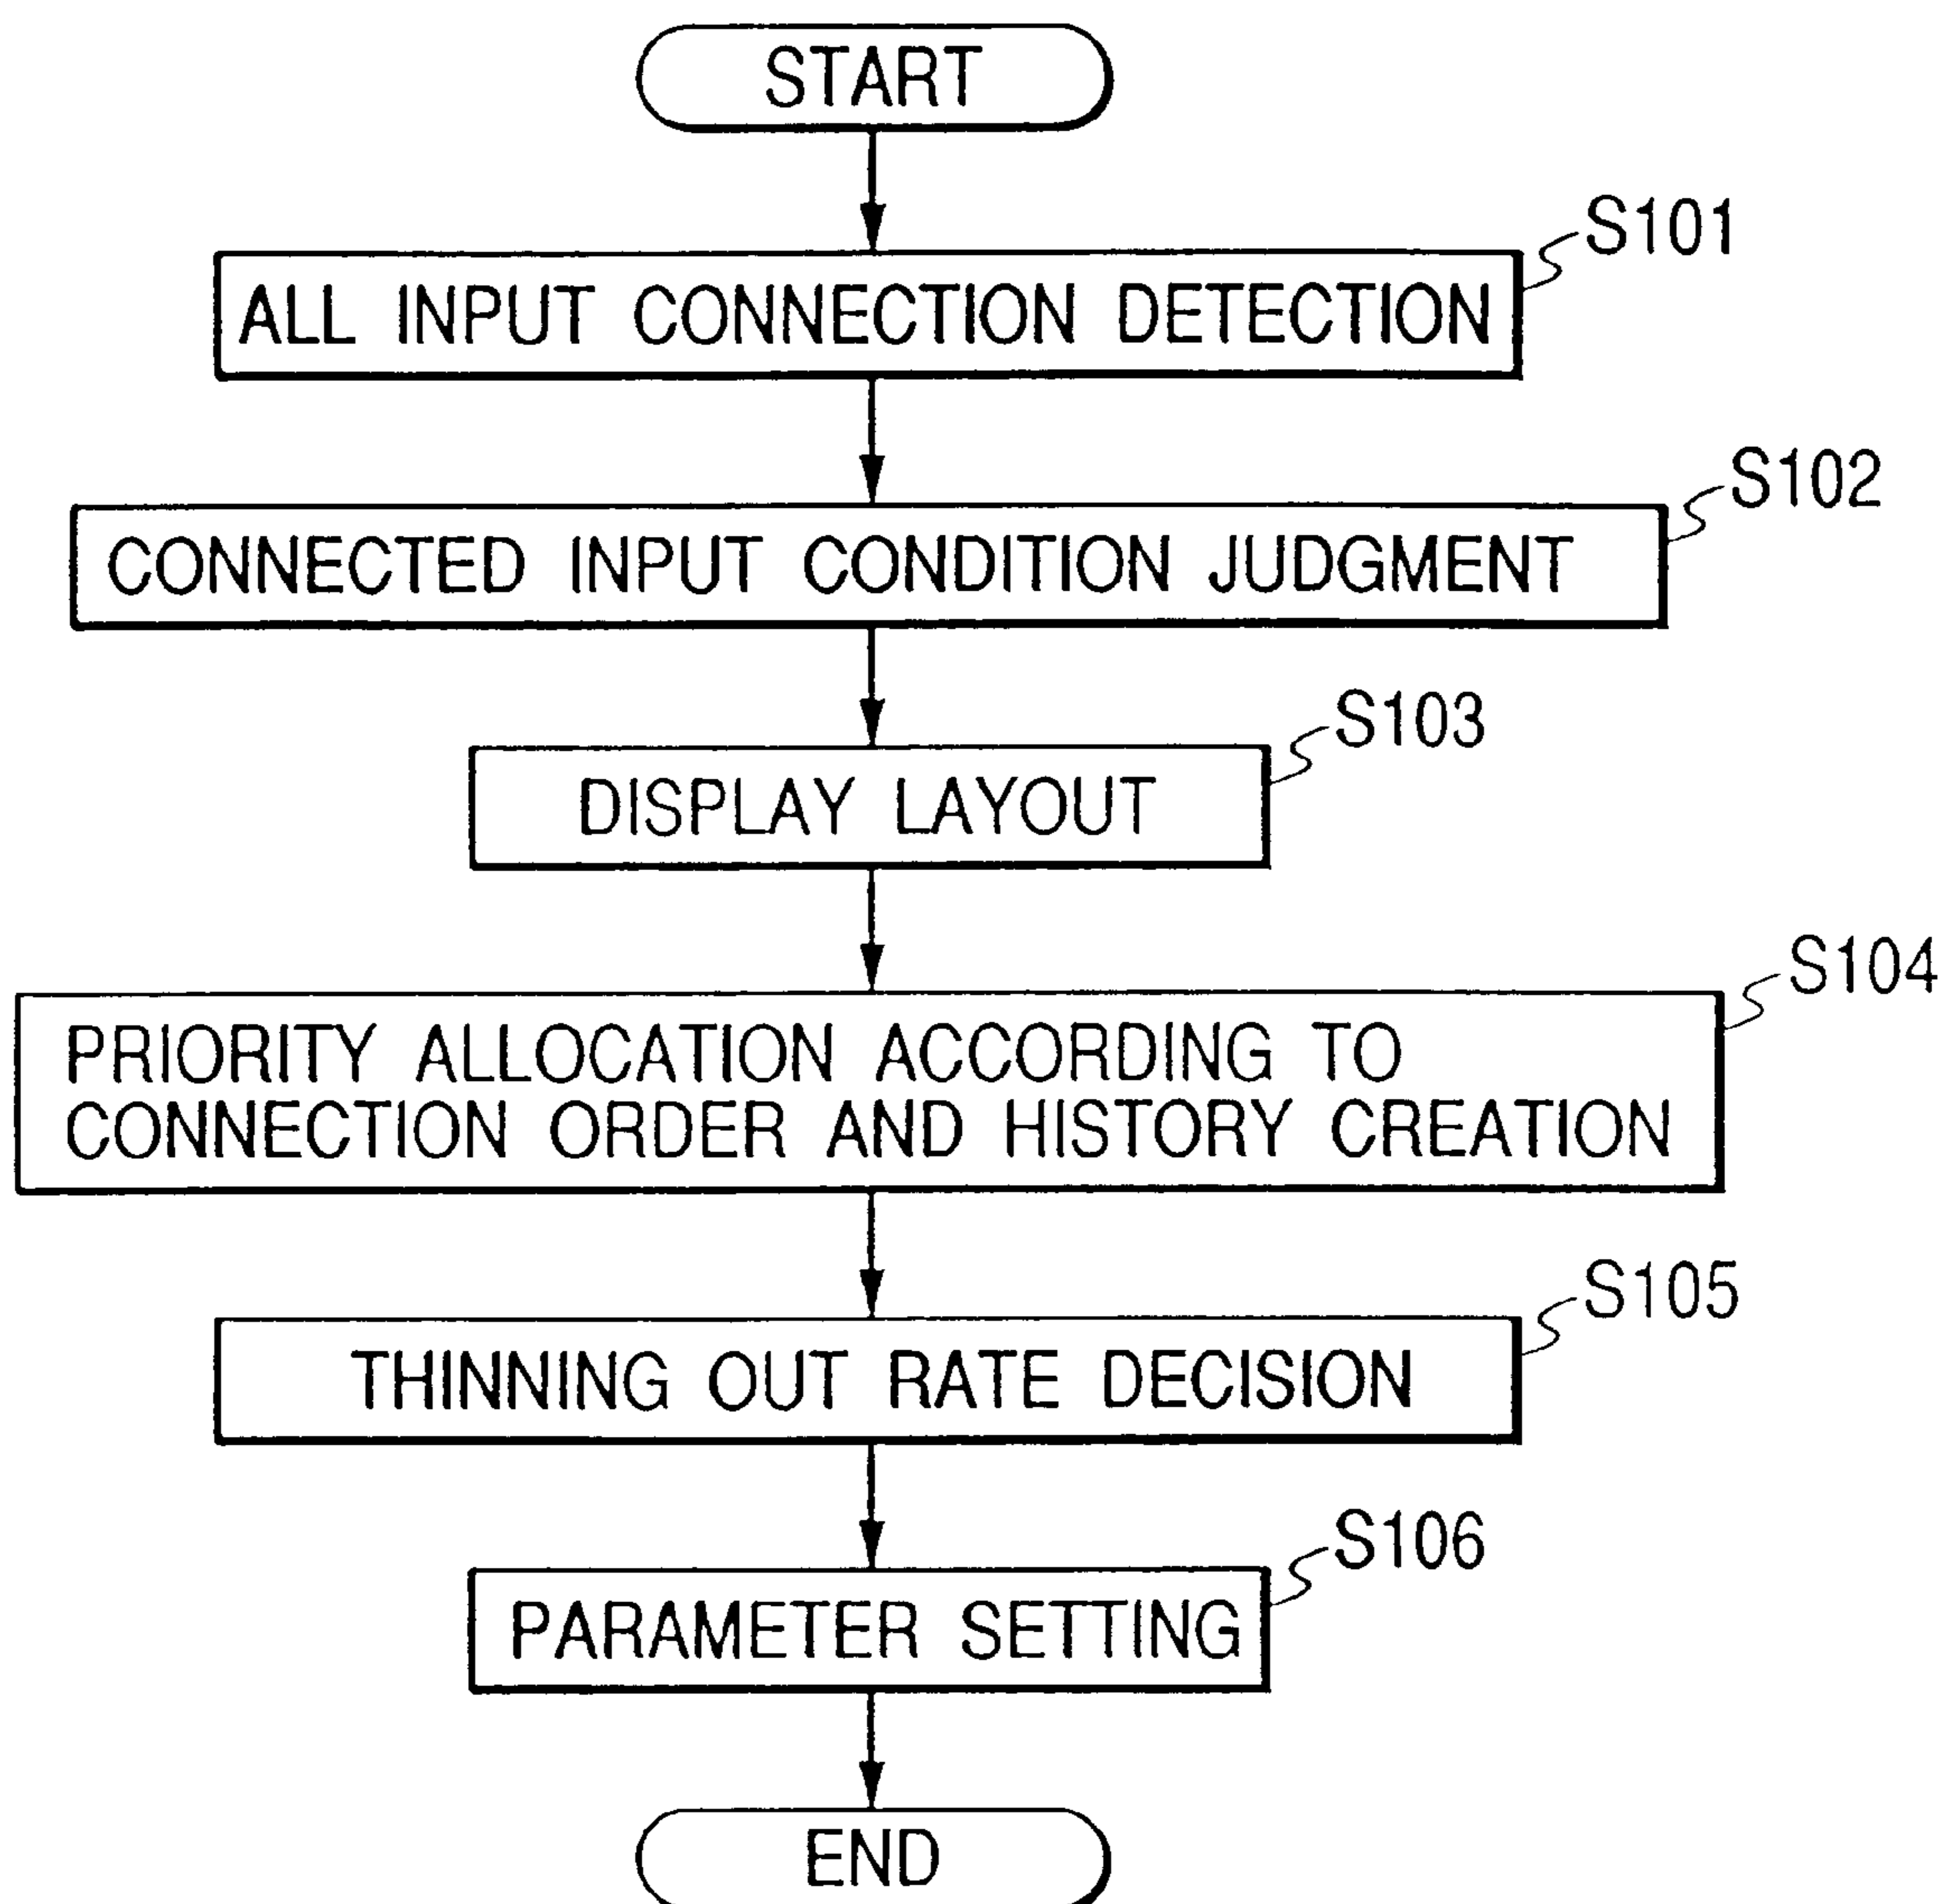 START
S101
ALL INPUT CONNECTION DETECTION
S102
CONNECTED INPUT CONDITION JUDGMENT
S103
DISPLAY LAYOUT
S104
PRIORITY ALLOCATION ACCORDING TO
CONNECTION ORDER AND HISTORY CREATION
S105
THINNING OUT RATE DECISION
S106
PARAMETER SETTING
END